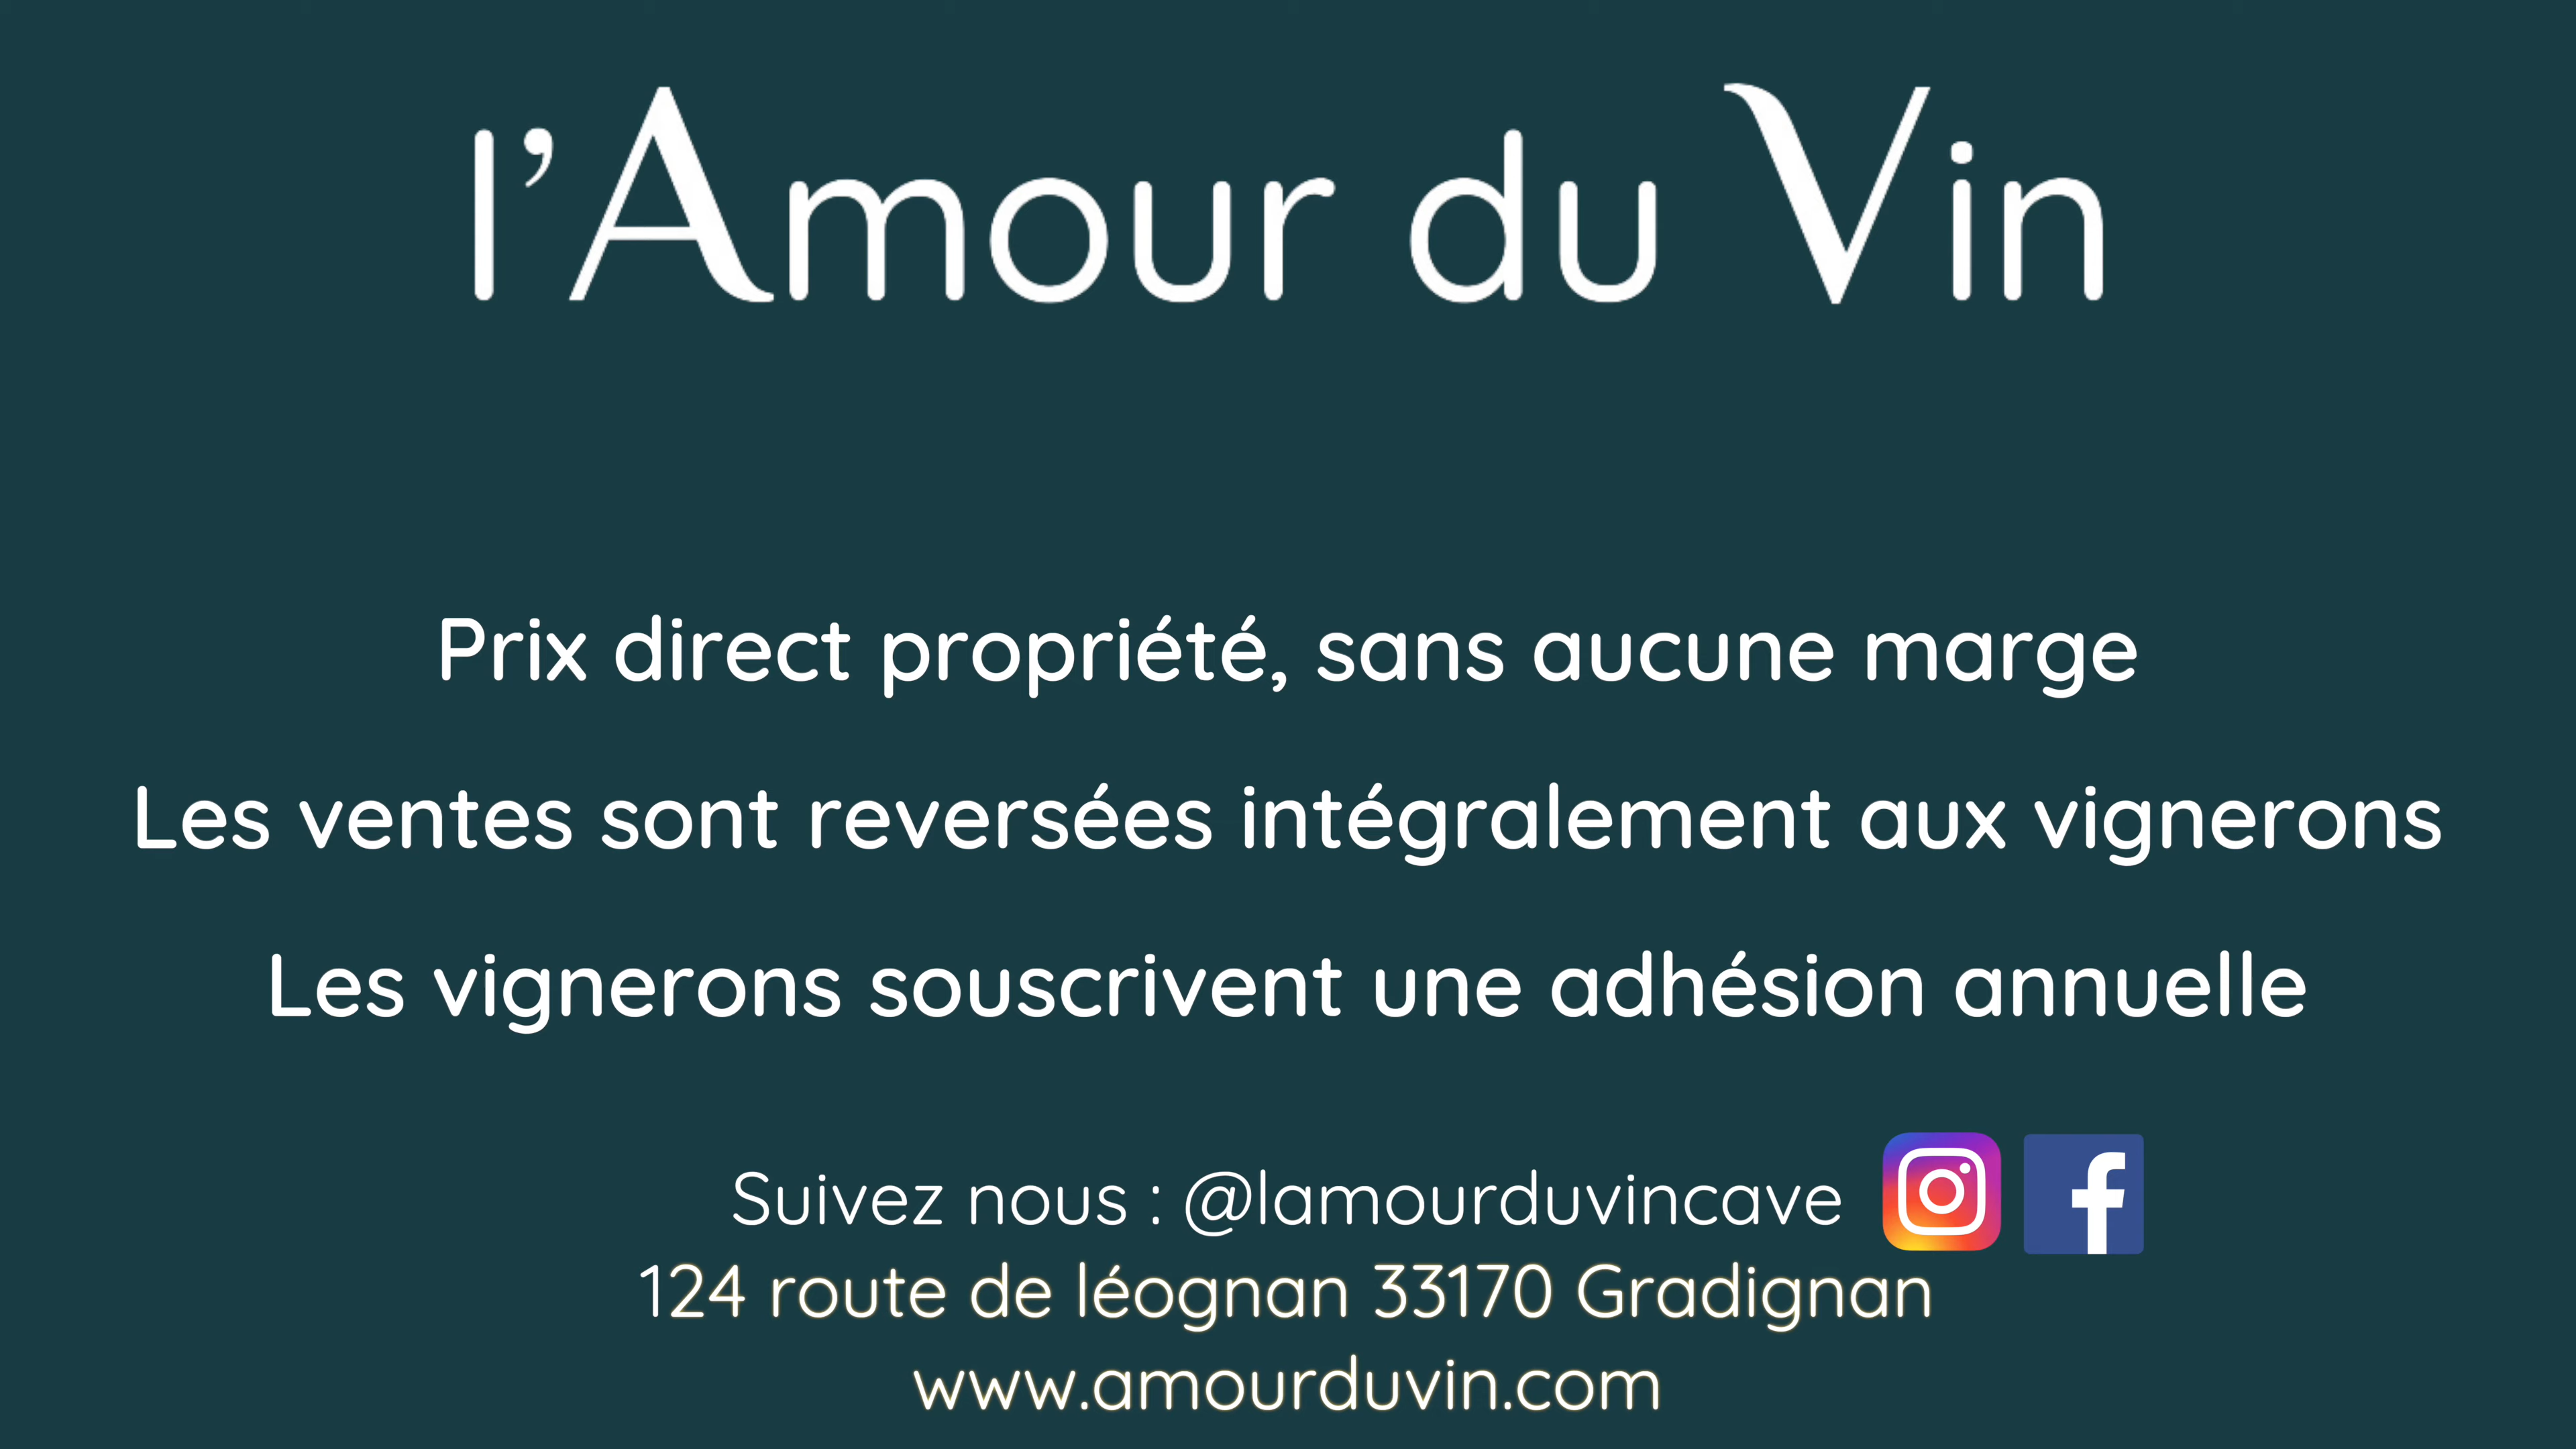 l'Amour du Vin
Prix direct propriété, sans aucune marge
Les ventes sont reversées intégralement aux vignerons
Les vignerons souscrivent une adhésion annuelle
Suivez nous : @lamourduvincave
124 route de léognan 33170 Gradignan
www.amourduvin.com